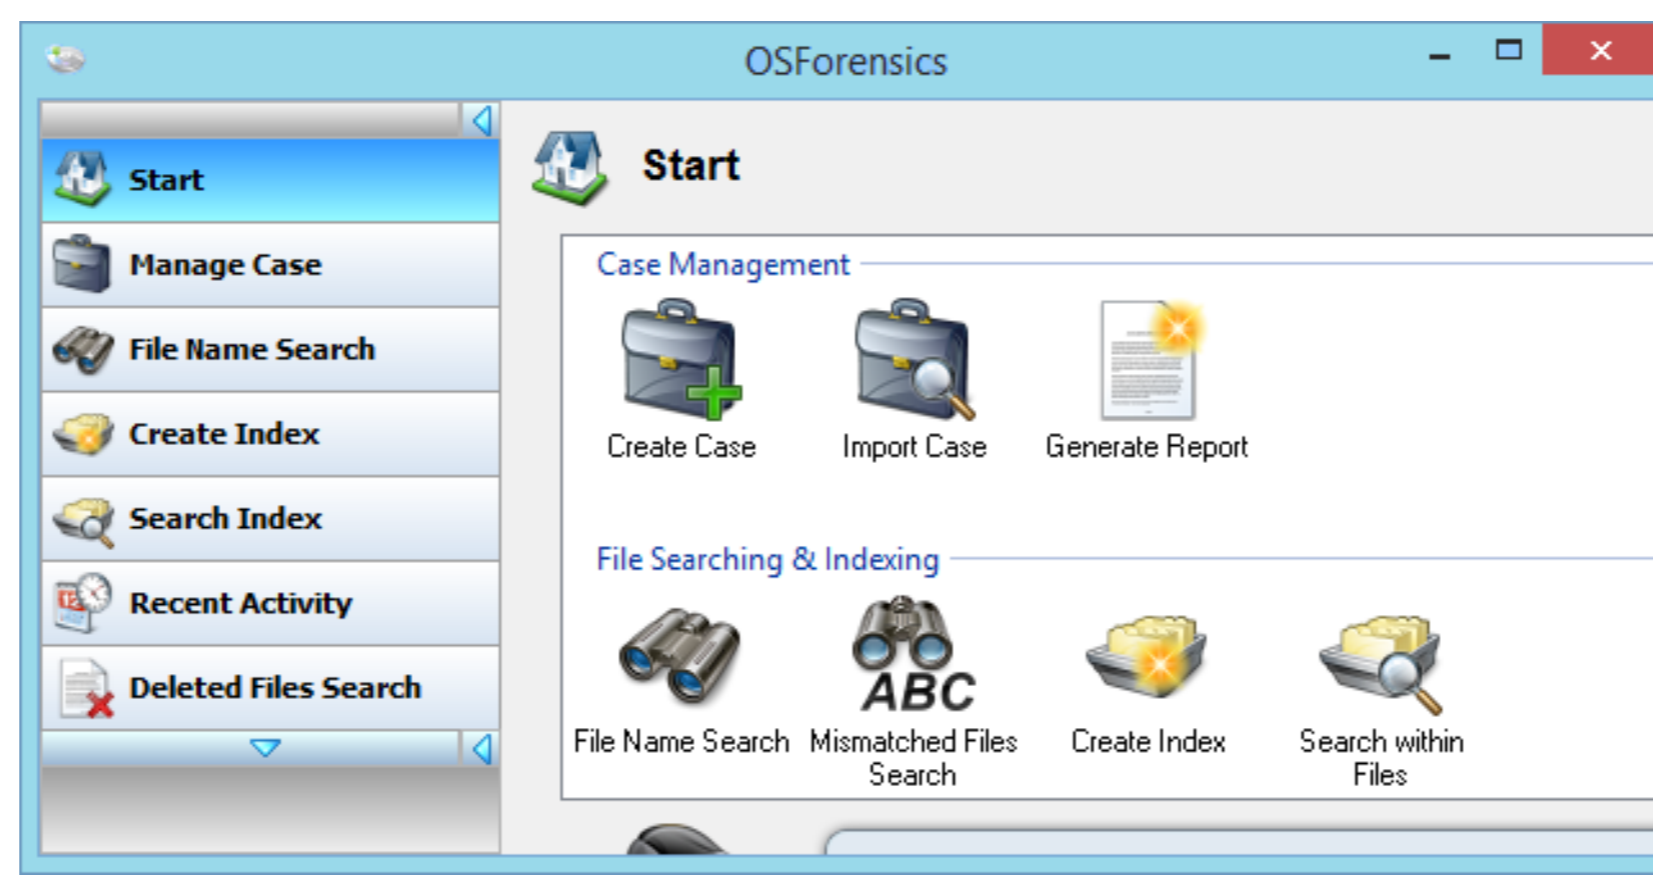 OSForensics
Start
Manage Case
File Name Search
Create Index
Search Index
Recent Activity
Deleted Files Search
Start
Case Management
Create Case
Import Case
Generate Report
File Searching & Indexing
ABC
File Name Search
Mismatched Files
Search
Create Index
Search within
Files